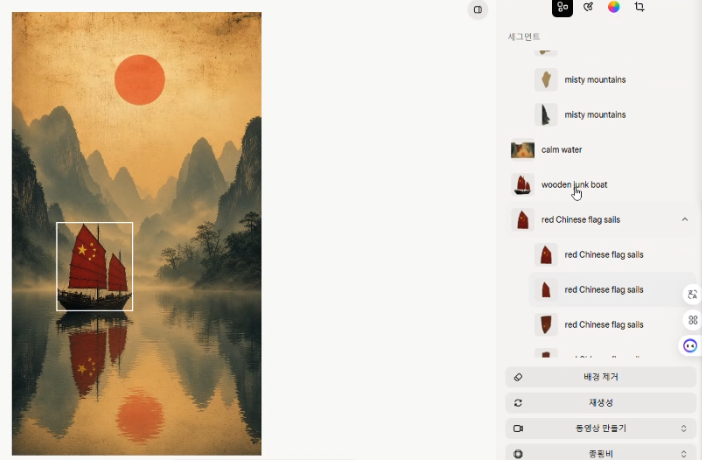 세그먼트
misty mountains
misty mountains
calm water
wooden junk boat
red Chinese flag sails
red Chinese flag sails
red Chinese flag sails
red Chinese flag sails
배경 제거
재생성
동영상 만들기
종횡비